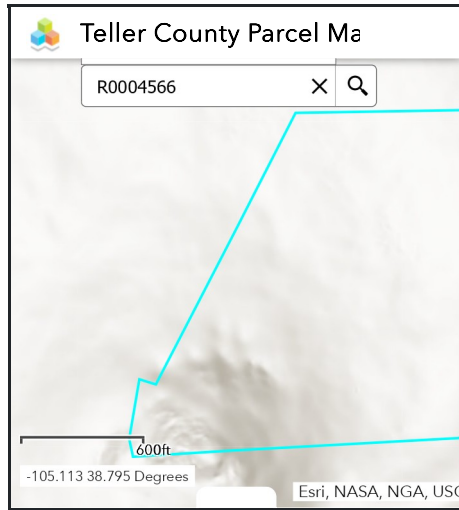 Teller County Parcel Ma
R0004566
600ft
-105.113 38.795 Degrees
Esri, NASA, NGA, USG